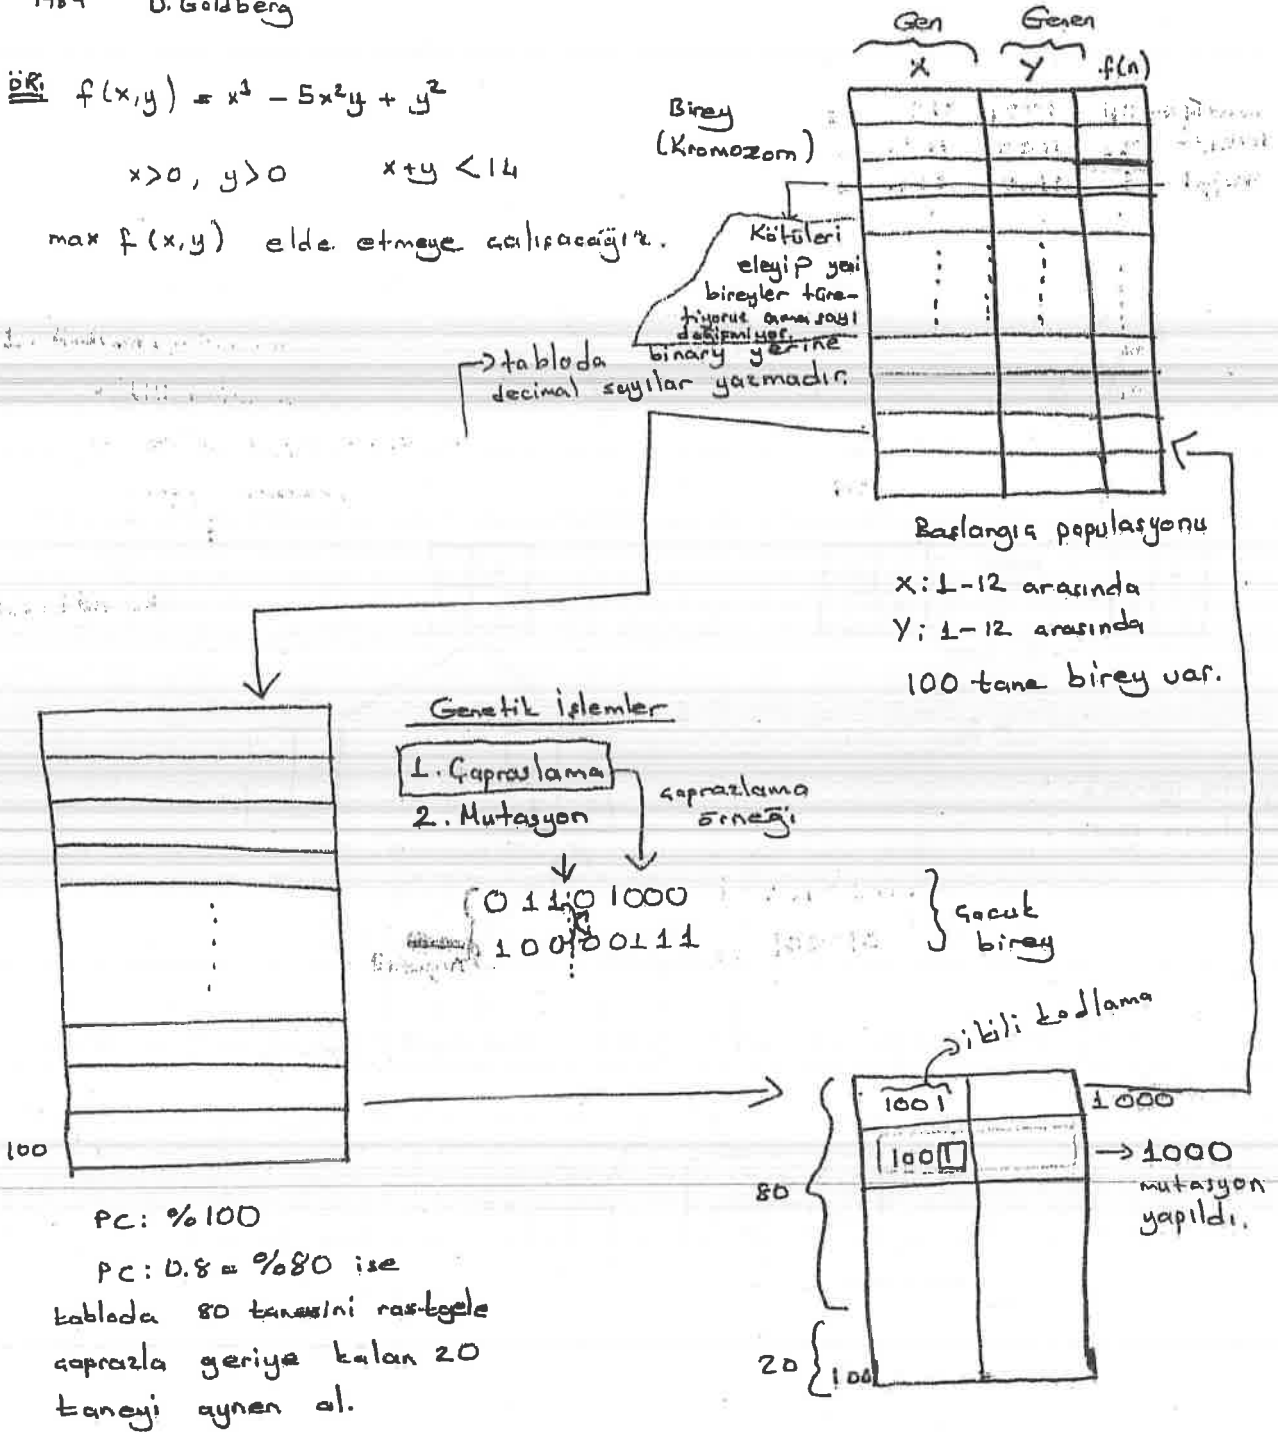 D. Goldberg
ÖR: f(x,y) = x¹ - 5x²y + y²
x>0, y>0 x+y <14
max f(x,y) elde etmeye çalışacağız.
Gen Genen
X Y f(n)
Birey
(Kromozom)
Kötüleri
eleyip yeni
bireyler türe-
tiyoruz ama sayı
değişmiyor.
→tabloda binary yerine
decimal sayılar yazmadır.
Başlangıç populasyonu
X: 1-12 arasında
Y: 1-12 arasında
100 tane birey var.
Genetik İşlemler
1. Çaprazlama
2. Mutasyon
çaprazlama
örneği
0 1 1 0 1000
1 0 0 0 0 1 1 1
Çocuk
birey
ikili kodlama
1001
1000
1001
→ 1000
mutasyon
yapıldı.
80
20
100
100
PC: %100
PC: 0.8 = %80 ise
tabloda 80 tanesini rastgele
çaprazla geriye kalan 20
taneyi aynen al.